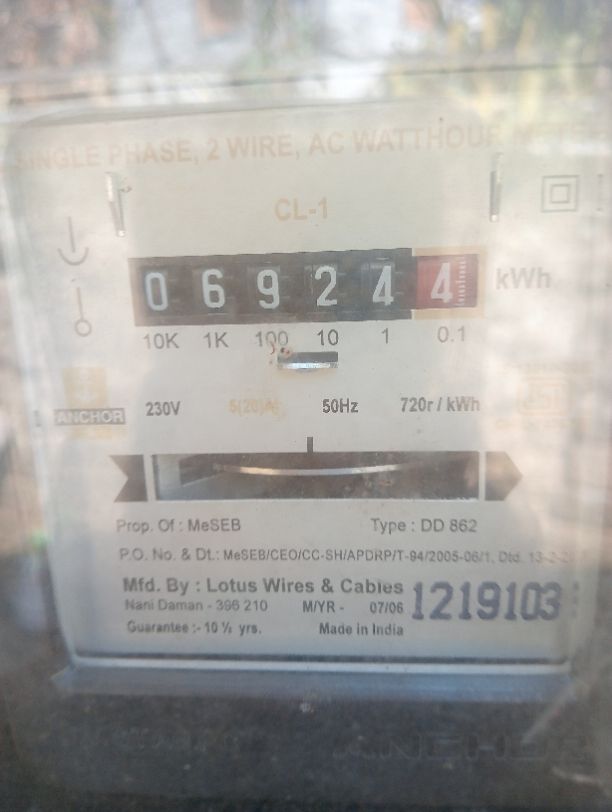 SINGLE PHASE, 2 WIRE, AC WATTHOUR METER
CL-1
0 6 9 2 4 4 kWh
10K 1K 100 10 1 0.1
ANCHOR
230V 5(20)A 50Hz 720r / kWh
Prop. Of : MeSEB Type : DD 862
P.O. No. & Dt.: MeSEB/CEO/CC-SH/APDRP/T-94/2005-06/1, Dtd. 13-2-
Mfd. By : Lotus Wires & Cables
Nani Daman - 396 210 M/YR - 07/06
1219103
Guarantee :- 10 ½ yrs. Made in India
ANCHOR